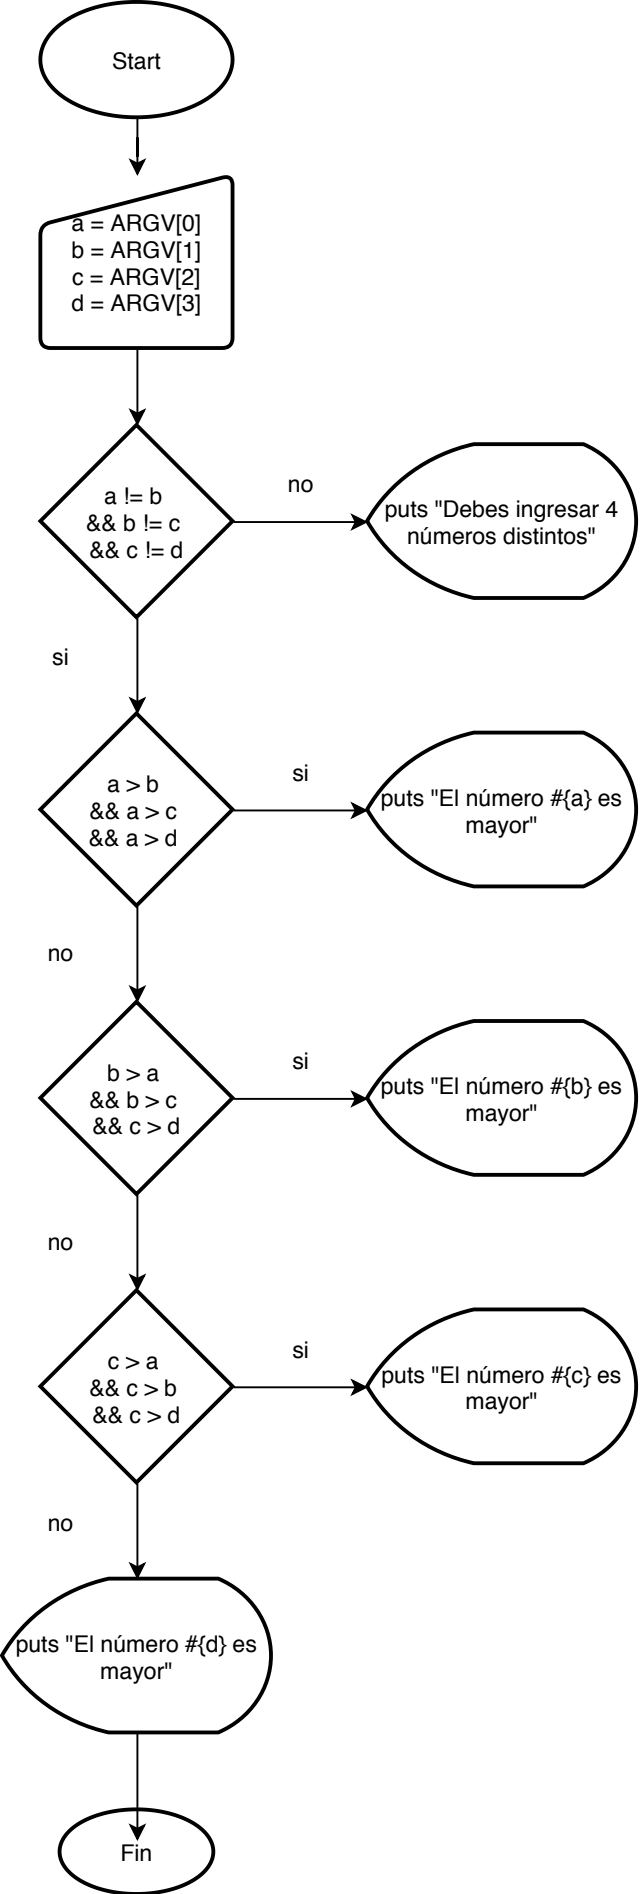 Start
a = ARGV[0]
b = ARGV[1]
c = ARGV[2]
d = ARGV[3]
a != b
&& b != c
&& c != d
no
puts "Debes ingresar 4
números distintos"
si
a > b
&& a > c
&& a > d
si
puts "El número #{a} es
mayor"
no
b > a
&& b > c
&& c > d
si
puts "El número #{b} es
mayor"
no
c > a
&& c > b
&& c > d
si
puts "El número #{c} es
mayor"
no
puts "El número #{d} es
mayor"
Fin